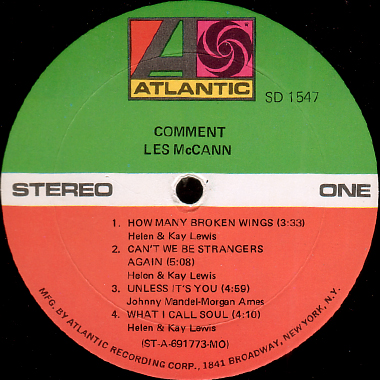 ATLANTIC
SD 1547
COMMENT
LES McCANN
STEREO
ONE
1. HOW MANY BROKEN WINGS (3:33)
Helen & Kay Lewis
2. CAN'T WE BE STRANGERS
AGAIN (5:08)
Helen & Kay Lewis
3. UNLESS IT'S YOU (4:59)
Johnny Mandel-Morgan Ames
4. WHAT I CALL SOUL (4:10)
Helen & Kay Lewis
(ST-A-691773-MO)
MFG. BY ATLANTIC RECORDING CORP., 1841 BROADWAY, NEW YORK, N.Y.